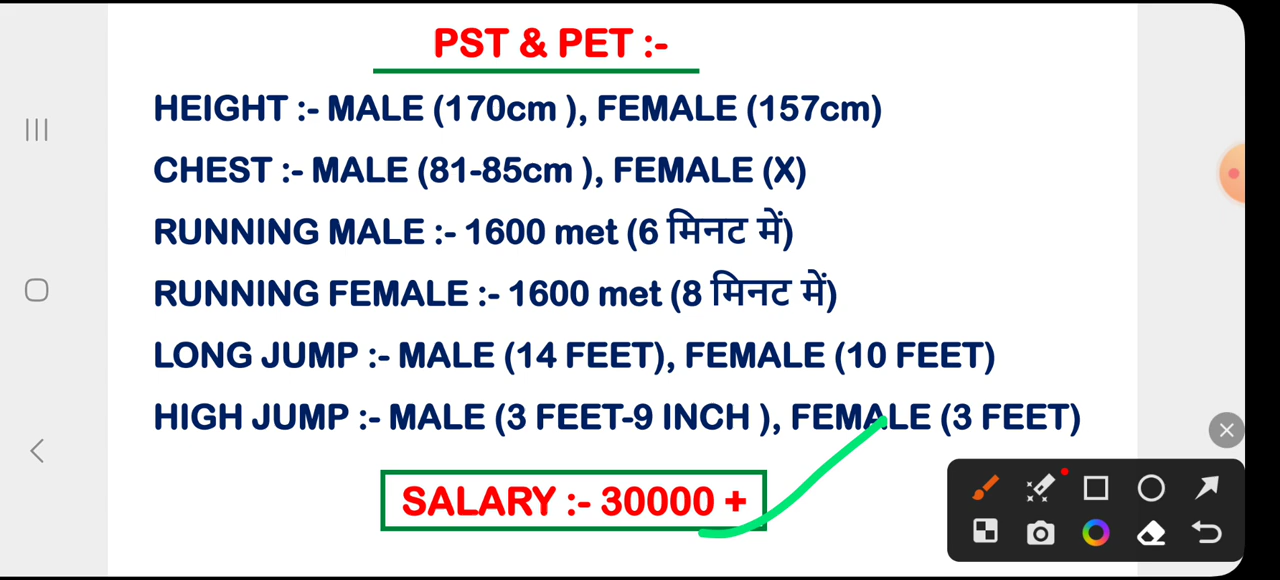 PST & PET :-
HEIGHT :- MALE (170cm ), FEMALE (157cm)
CHEST :- MALE (81-85cm ), FEMALE (X)
RUNNING MALE :- 1600 met (6 मिनट में)
RUNNING FEMALE :- 1600 met (8 मिनट में)
LONG JUMP :- MALE (14 FEET), FEMALE (10 FEET)
HIGH JUMP :- MALE (3 FEET-9 INCH ), FEMALE (3 FEET)
SALARY :- 30000 +